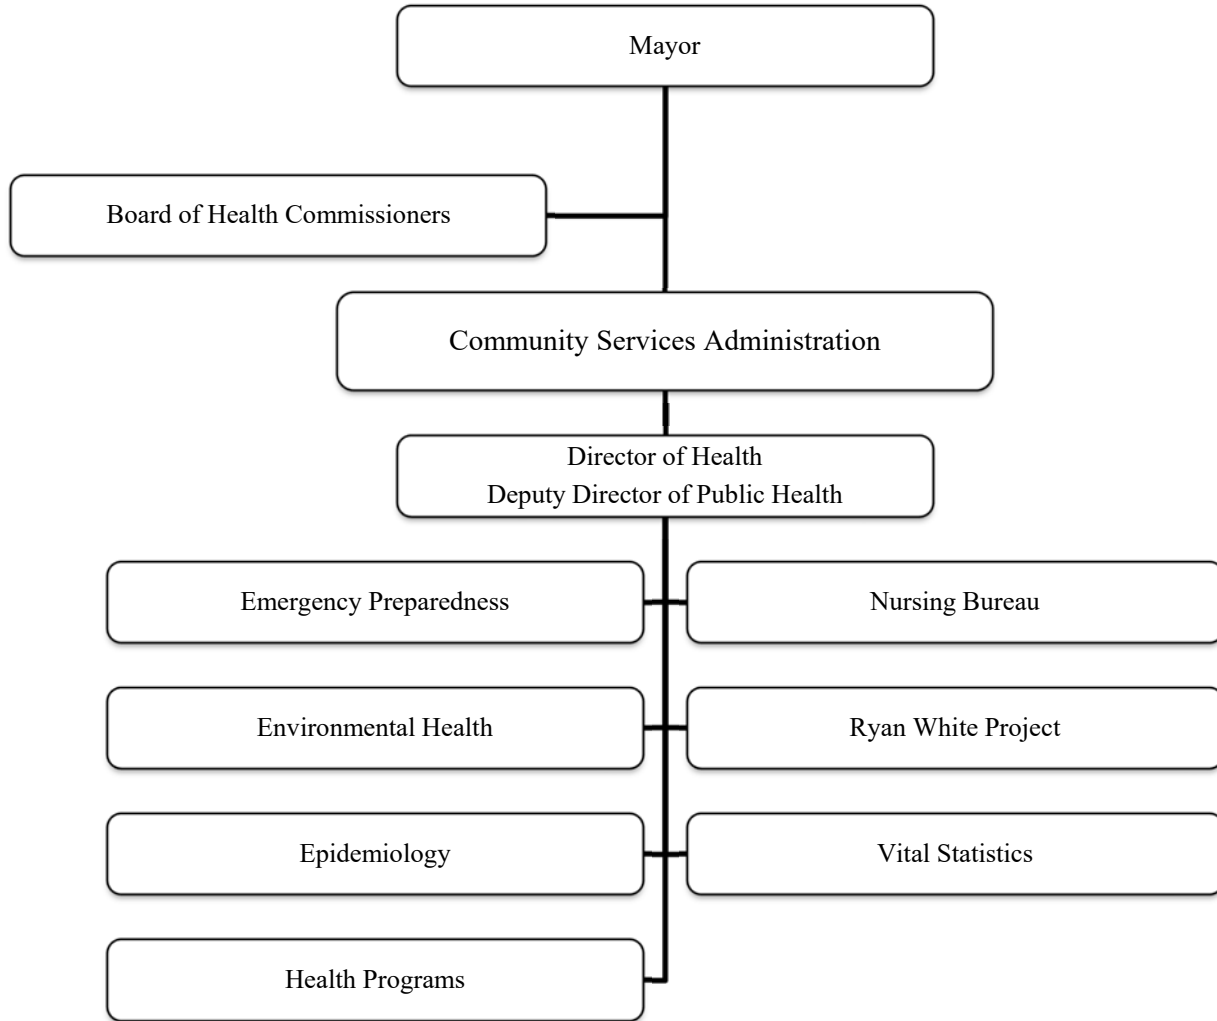 Mayor
Board of Health Commissioners
Community Services Administration
Director of Health
Deputy Director of Public Health
Emergency Preparedness
Nursing Bureau
Environmental Health
Ryan White Project
Epidemiology
Vital Statistics
Health Programs